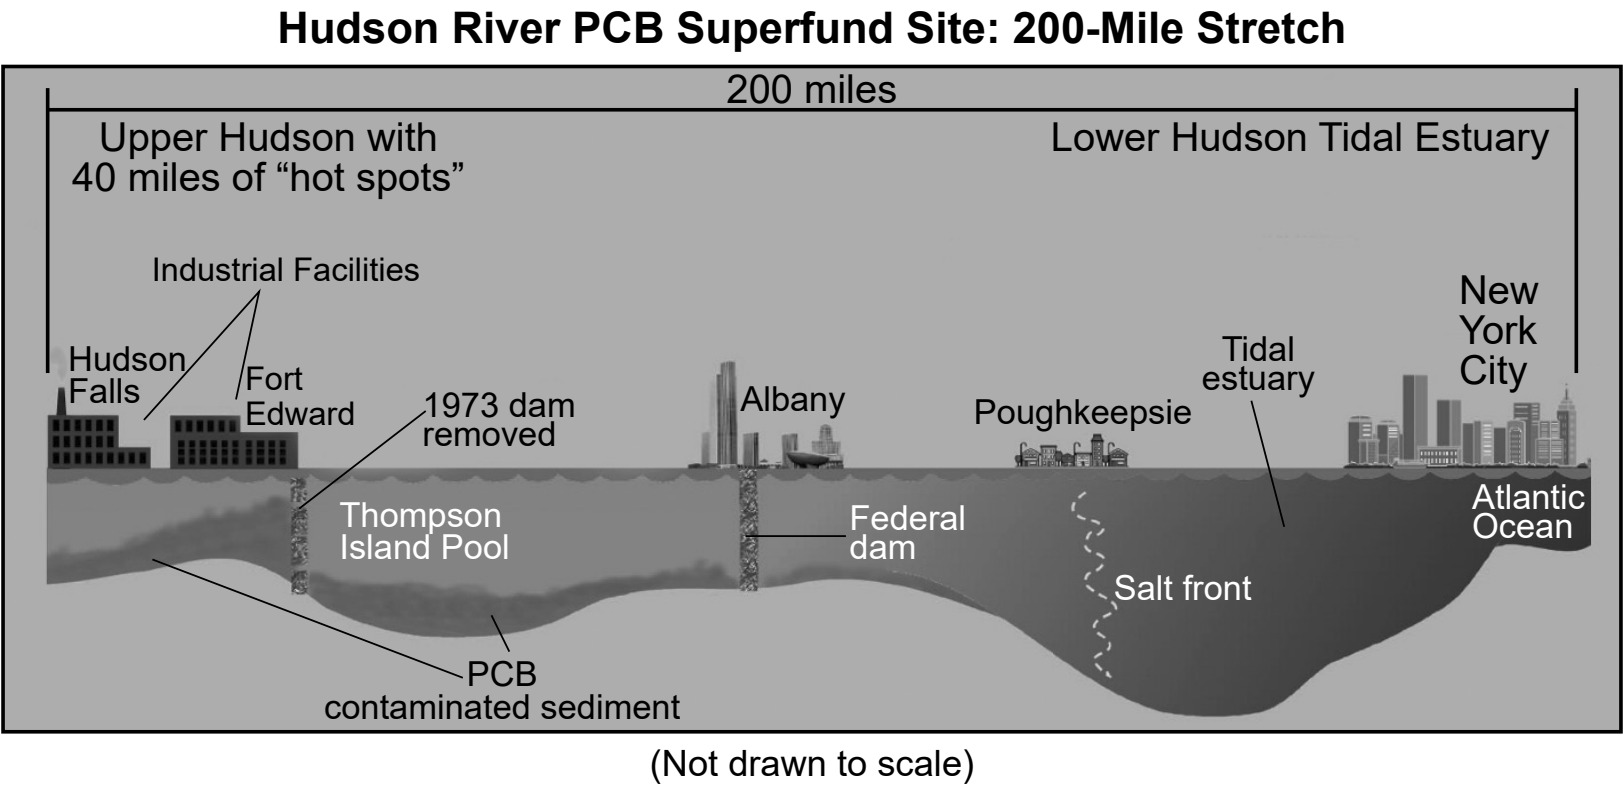 Hudson River PCB Superfund Site: 200-Mile Stretch
200 miles
Upper Hudson with
40 miles of “hot spots”
Lower Hudson Tidal Estuary
Industrial Facilities
Hudson
Falls
Fort
Edward
1973 dam
removed
Albany
Poughkeepsie
Tidal
estuary
New
York
City
Thompson
Island Pool
Federal
dam
Salt front
Atlantic
Ocean
PCB
contaminated sediment
(Not drawn to scale)